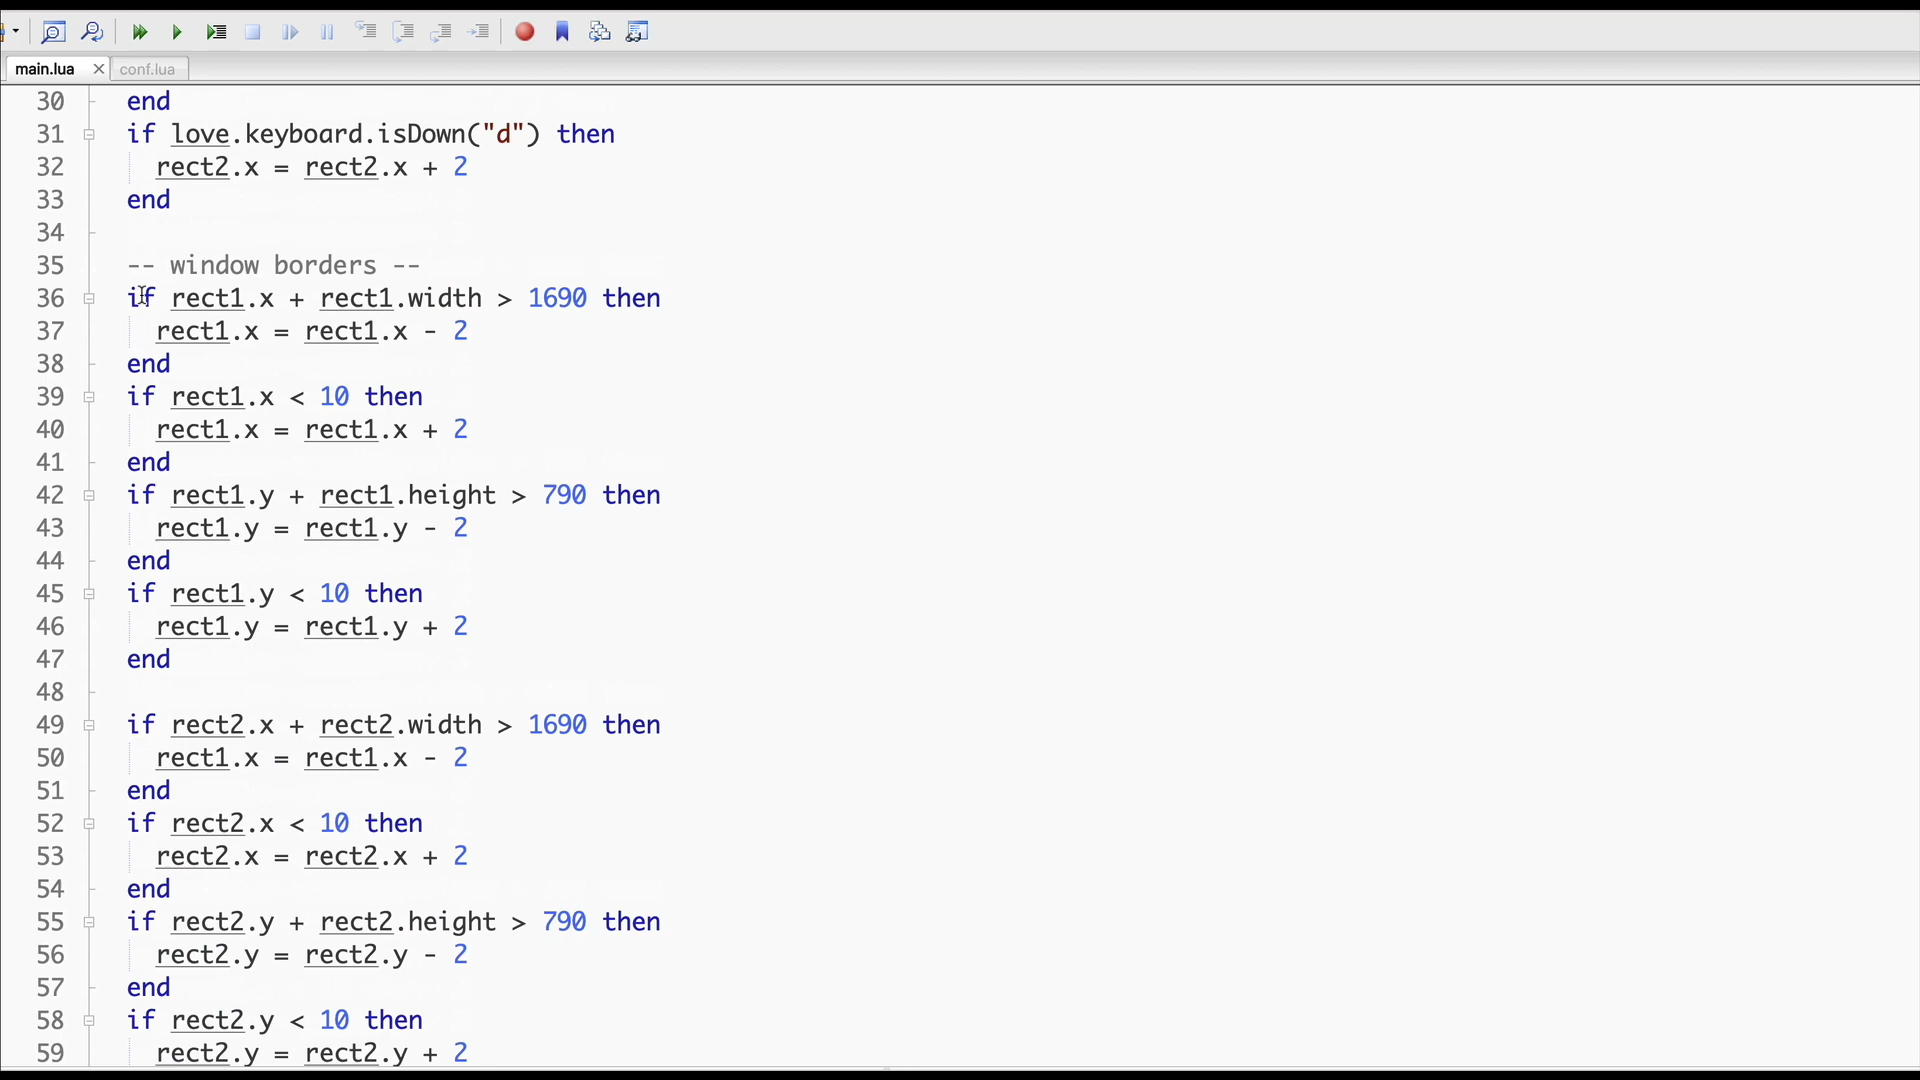 main.lua conf.lua
30 end
31 if love.keyboard.isDown("d") then
32 rect2.x = rect2.x + 2
33 end
34
35 -- window borders --
36 if rect1.x + rect1.width > 1690 then
37 rect1.x = rect1.x - 2
38 end
39 if rect1.x < 10 then
40 rect1.x = rect1.x + 2
41 end
42 if rect1.y + rect1.height > 790 then
43 rect1.y = rect1.y - 2
44 end
45 if rect1.y < 10 then
46 rect1.y = rect1.y + 2
47 end
48
49 if rect2.x + rect2.width > 1690 then
50 rect1.x = rect1.x - 2
51 end
52 if rect2.x < 10 then
53 rect2.x = rect2.x + 2
54 end
55 if rect2.y + rect2.height > 790 then
56 rect2.y = rect2.y - 2
57 end
58 if rect2.y < 10 then
59 rect2.y = rect2.y + 2